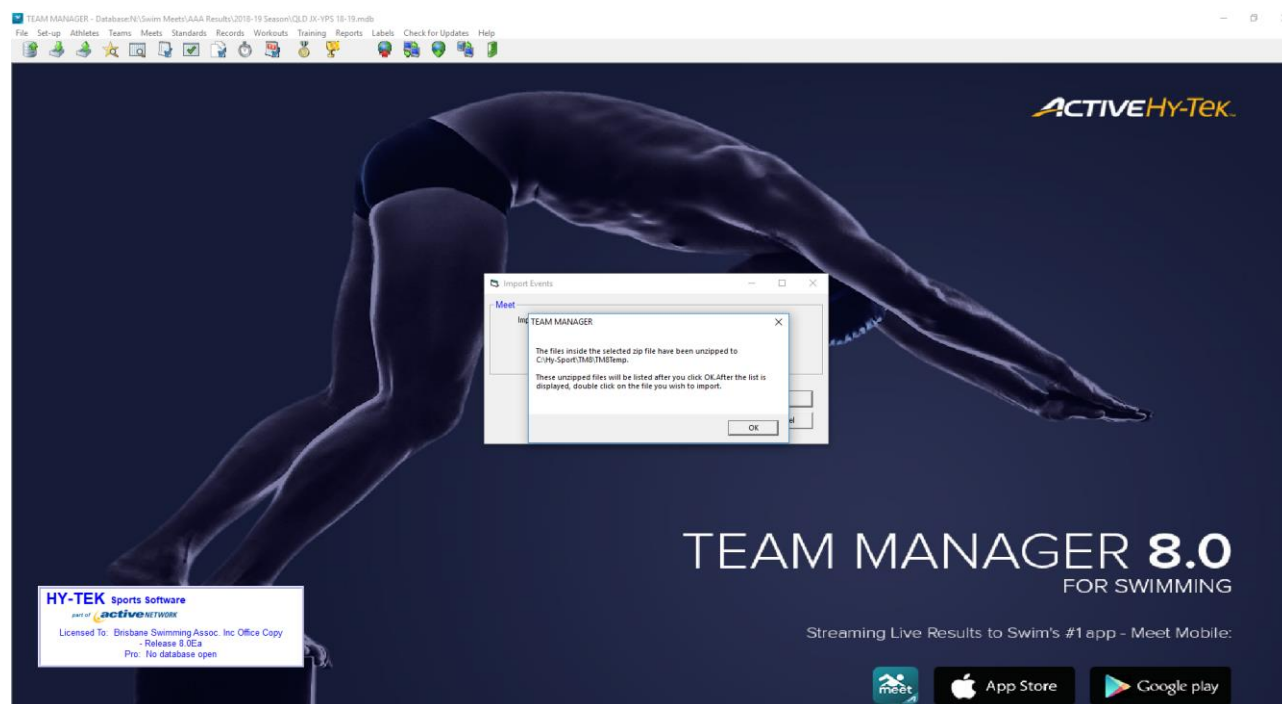 TEAM MANAGER - Database:N:\Swim Meets\AAA Results\2018-19 Season\QLD JX-YPS 18-19.mdb
File Set-up Athletes Teams Meets Standards Records Workouts Training Reports Labels Check for Updates Help
ACTIVEHY-TEK
Import Events
Meet
TEAM MANAGER
The files inside the selected zip file have been unzipped to
C:\Hy-Sport\TM8\TM8Temp.
These unzipped files will be listed after you click OK.After the list is
displayed, double click on the file you wish to import.
OK
TEAM MANAGER 8.0
FOR SWIMMING
HY-TEK Sports Software
part of active NETWORK
Licensed To: Brisbane Swimming Assoc. Inc Office Copy
- Release 8.0Ea
Pro: No database open
Streaming Live Results to Swim's #1 app - Meet Mobile:
meet
App Store
Google play